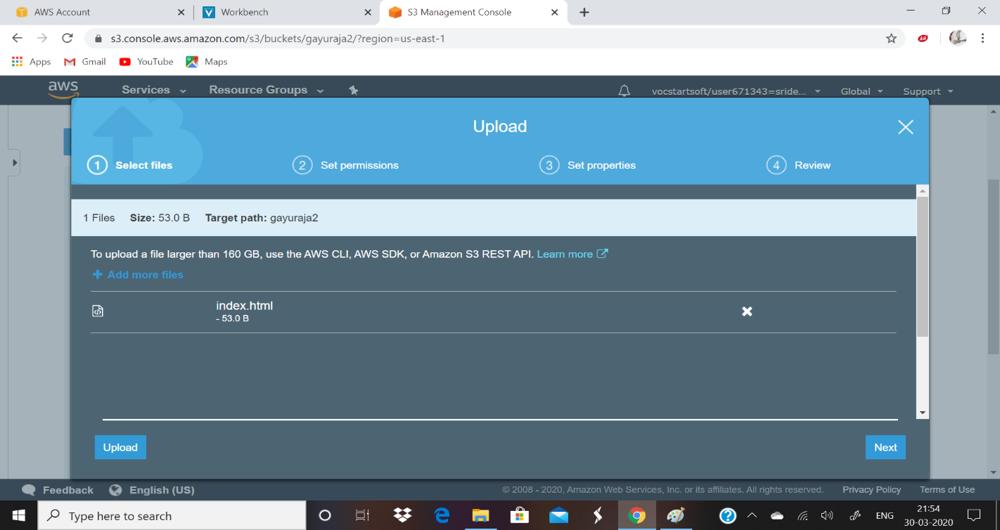 AWS Account
Workbench
S3 Management Console
s3.console.aws.amazon.com/s3/buckets/gayuraja2/?region=us-east-1
Apps Gmail YouTube Maps
aws Services Resource Groups vocstartsoft/user671343=sride... Global Support
Upload
1 Select files 2 Set permissions 3 Set properties 4 Review
1 Files Size: 53.0 B Target path: gayuraja2
To upload a file larger than 160 GB, use the AWS CLI, AWS SDK, or Amazon S3 REST API. Learn more
Add more files
index.html
- 53.0 B
Upload Next
Feedback English (US) © 2008 - 2020, Amazon Web Services, Inc. or its affiliates. All rights reserved. Privacy Policy Terms of Use
Type here to search
ENG
21:54
30-03-2020